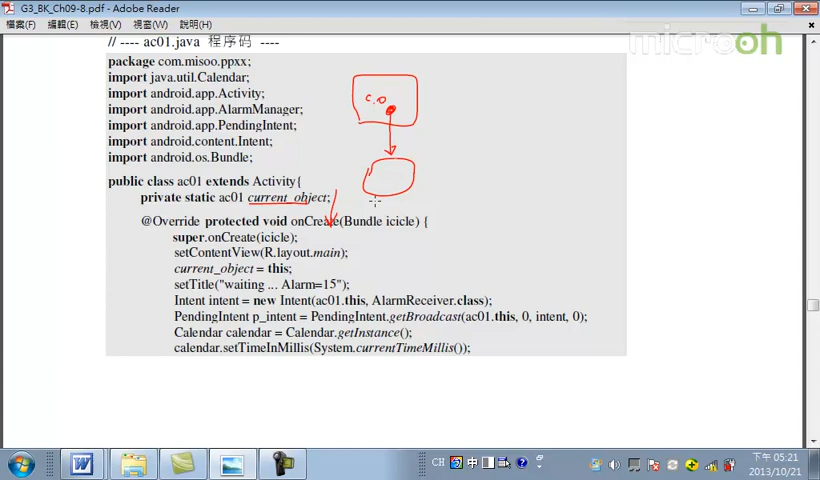 G3_BK_Ch09-8.pdf - Adobe Reader
檔案(F) 編輯(E) 檢視(V) 視窗(W) 說明(H)
microoh
// ---- ac01.java 程序码 ----
package com.misoo.ppxx;
import java.util.Calendar;
import android.app.Activity;
import android.app.AlarmManager;
import android.app.PendingIntent;
import android.content.Intent;
import android.os.Bundle;
c.o
public class ac01 extends Activity{
private static ac01 current_object;
@Override protected void onCreate(Bundle icicle) {
super.onCreate(icicle);
setContentView(R.layout.main);
current_object = this;
setTitle("waiting ... Alarm=15");
Intent intent = new Intent(ac01.this, AlarmReceiver.class);
PendingIntent p_intent = PendingIntent.getBroadcast(ac01.this, 0, intent, 0);
Calendar calendar = Calendar.getInstance();
calendar.setTimeInMillis(System.currentTimeMillis());
CH 中
下午 05:21
2013/10/21